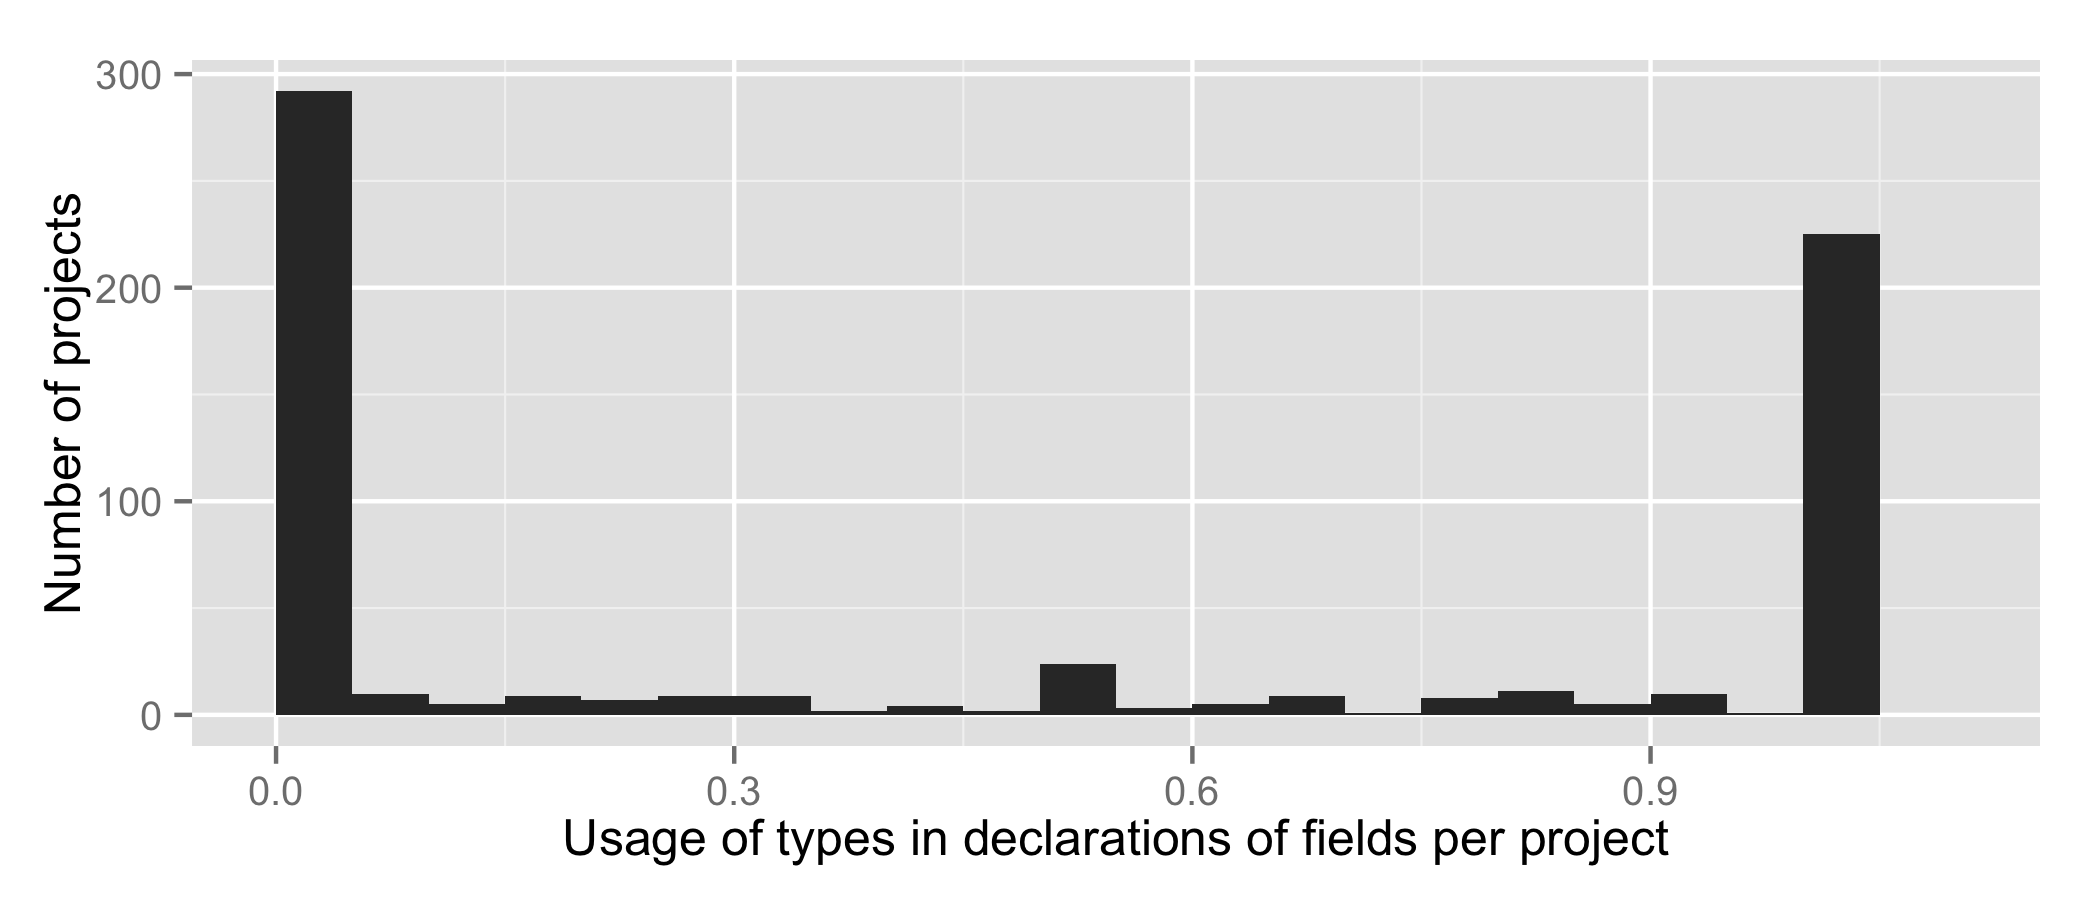 Number of projects
300
200
100
0
0.0 0.3 0.6 0.9
Usage of types in declarations of fields per project